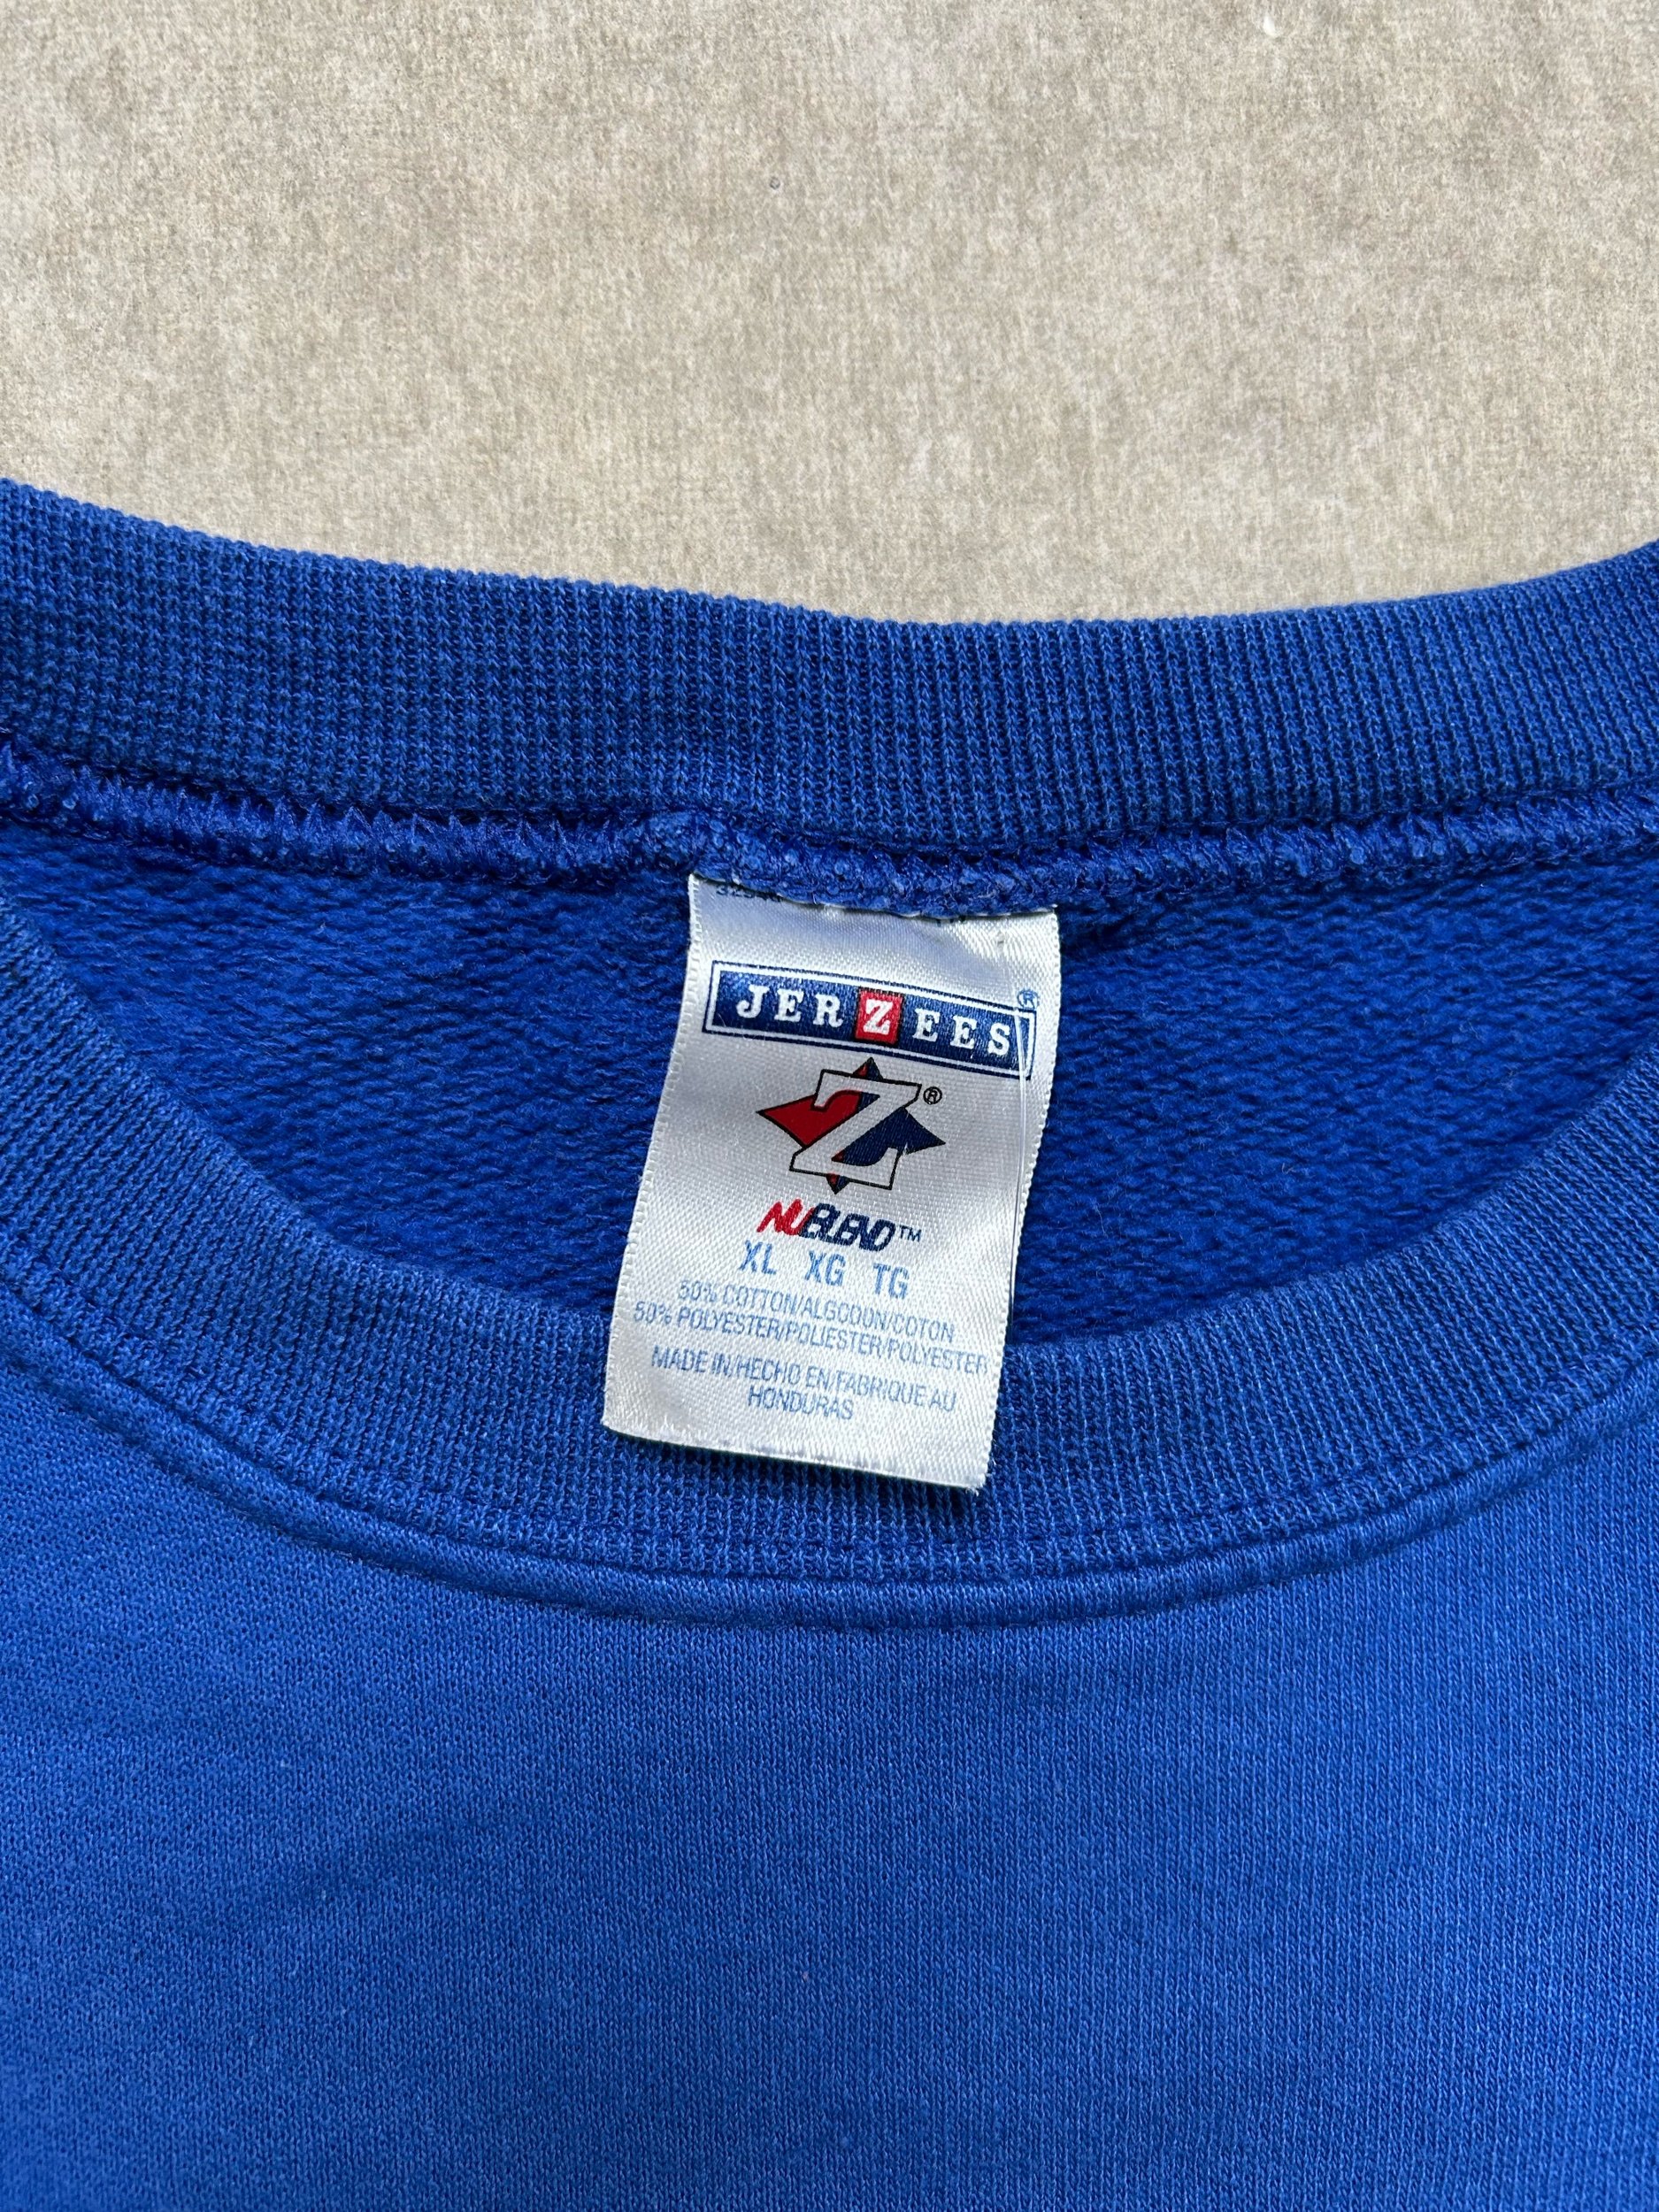 JERZEES®
Z®
NUBLEND™
XL XG TG
50% COTTON/ALGODON/COTON
50% POLYESTER/POLIESTER/POLYESTER
MADE IN/HECHO EN/FABRIQUE AU
HONDURAS